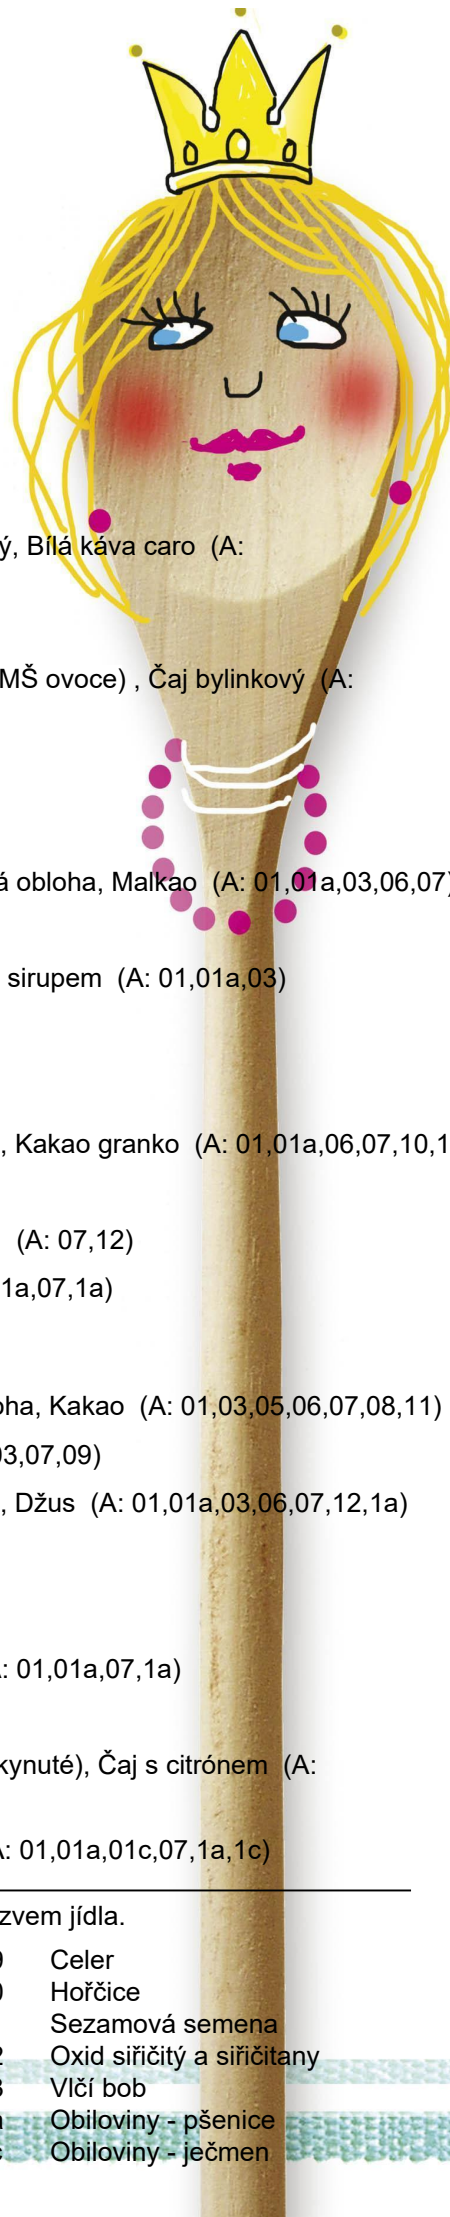 ý, Bílá káva caro (A:
MŠ ovoce) , Čaj bylinkový (A:
á obloha, Malkao (A: 01,01a,03,06,07)
sirupem (A: 01,01a,03)
, Kakao granko (A: 01,01a,06,07,10,1
(A: 07,12)
1a,07,1a)
oha, Kakao (A: 01,03,05,06,07,08,11)
03,07,09)
, Džus (A: 01,01a,03,06,07,12,1a)
: 01,01a,07,1a)
kynuté), Čaj s citrónem (A:
A: 01,01a,01c,07,1a,1c)
zvem jídla.
9 Celer
0 Hořčice
Sezamová semena
2 Oxid siřičitý a siřičitany
3 Vlčí bob
a Obiloviny - pšenice
c Obiloviny - ječmen